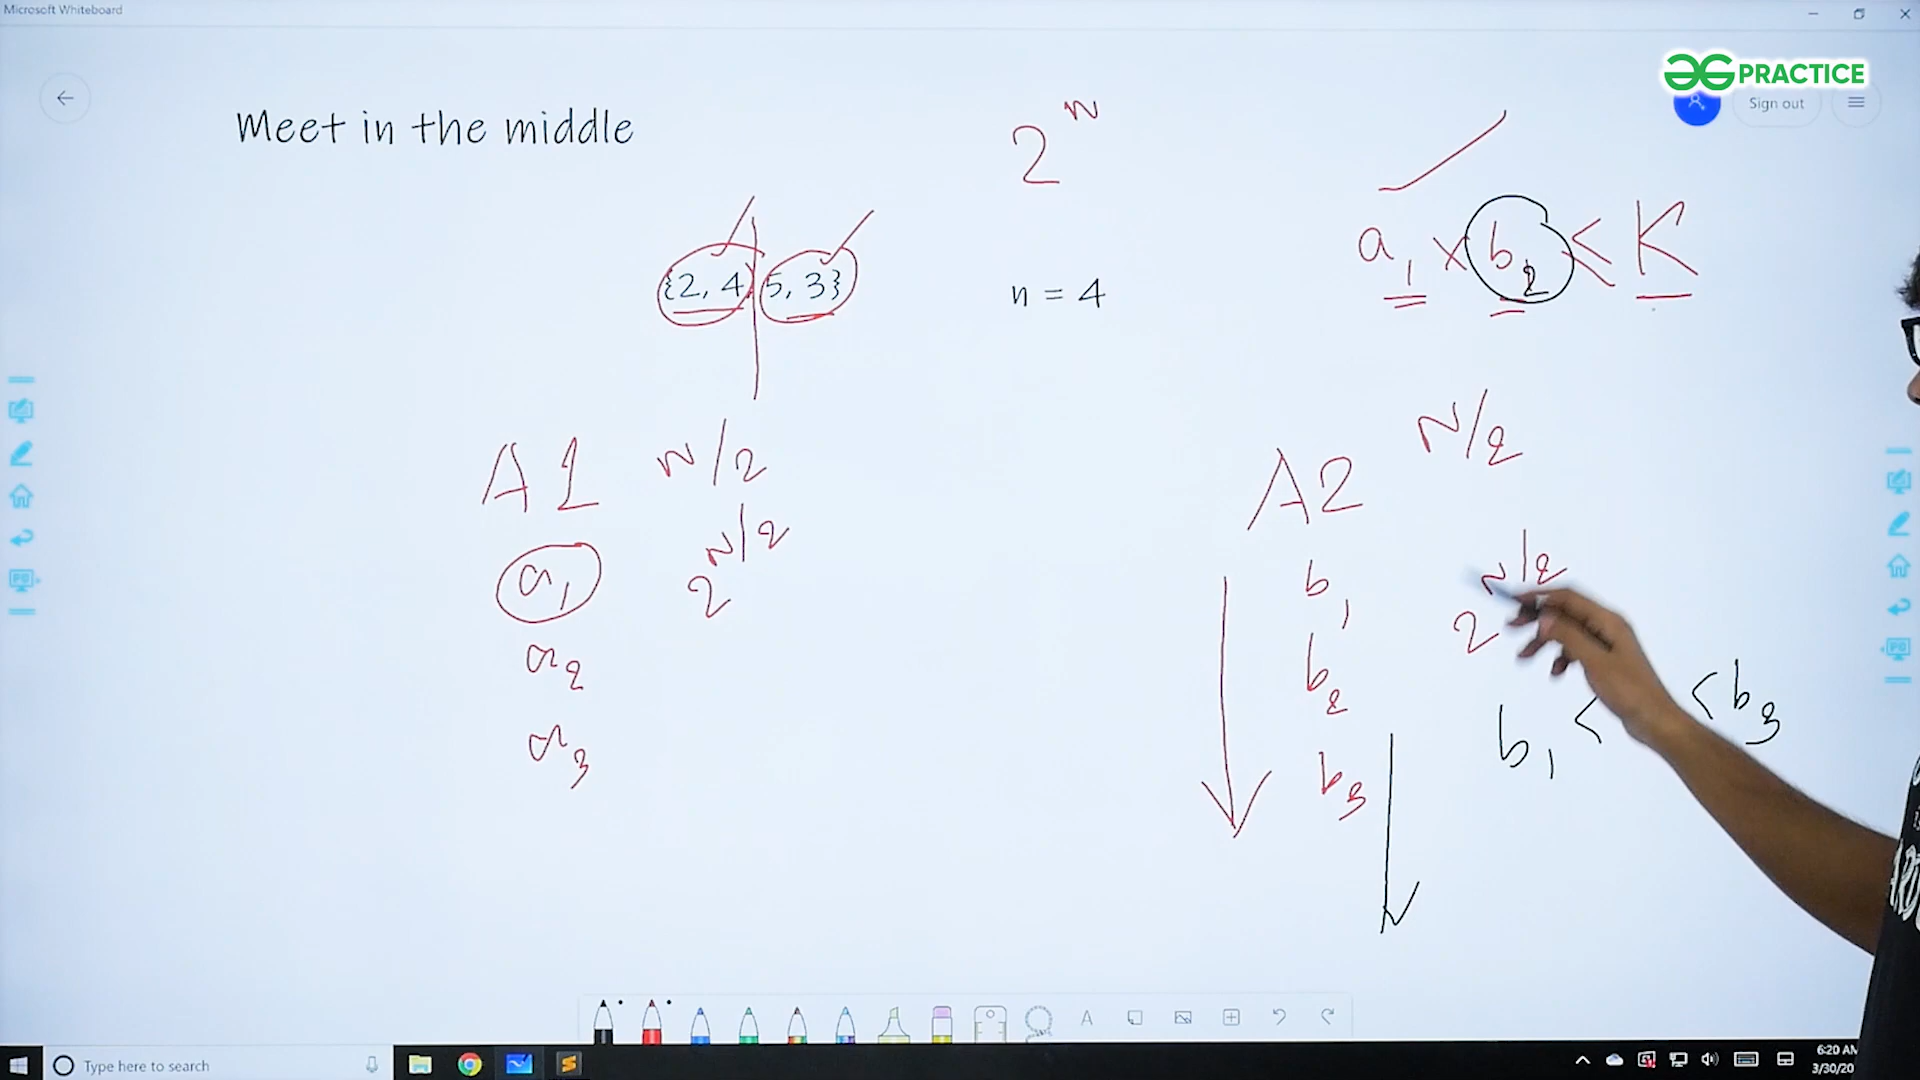 Microsoft Whiteboard
PRACTICE
Sign out
Meet in the middle
2^N
{2, 4, 5, 3}
n = 4
a1 × b2 < K
A1 N/2
2^N/2
a1
a2
a3
A2 N/2
2^N/2
b1
b2
b3
b1 < < b3
Type here to search
6:20 AM
3/30/20